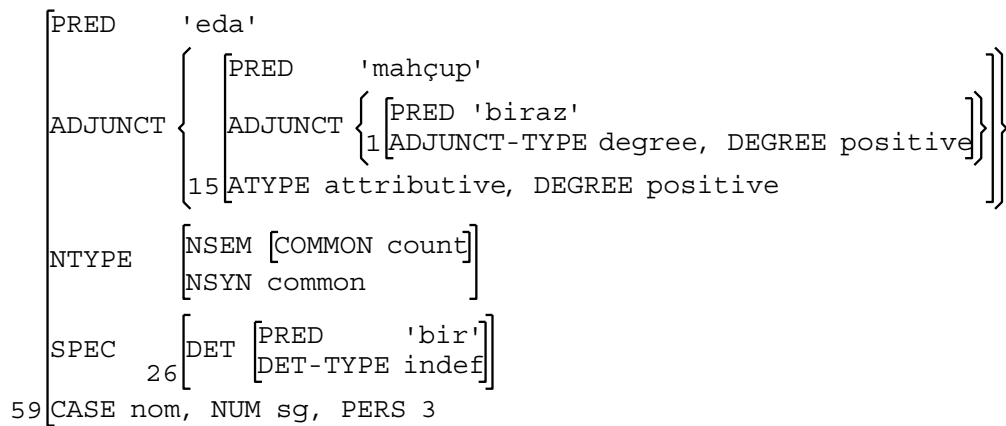 PRED 'eda'
PRED 'mahçup'
PRED 'biraz'
ADJUNCT ADJUNCT 1 ADJUNCT-TYPE degree, DEGREE positive
15 ATYPE attributive, DEGREE positive
NSEM COMMON count
NTYPE
NSYN common
PRED 'bir'
SPEC DET
26 DET-TYPE indef
59 CASE nom, NUM sg, PERS 3